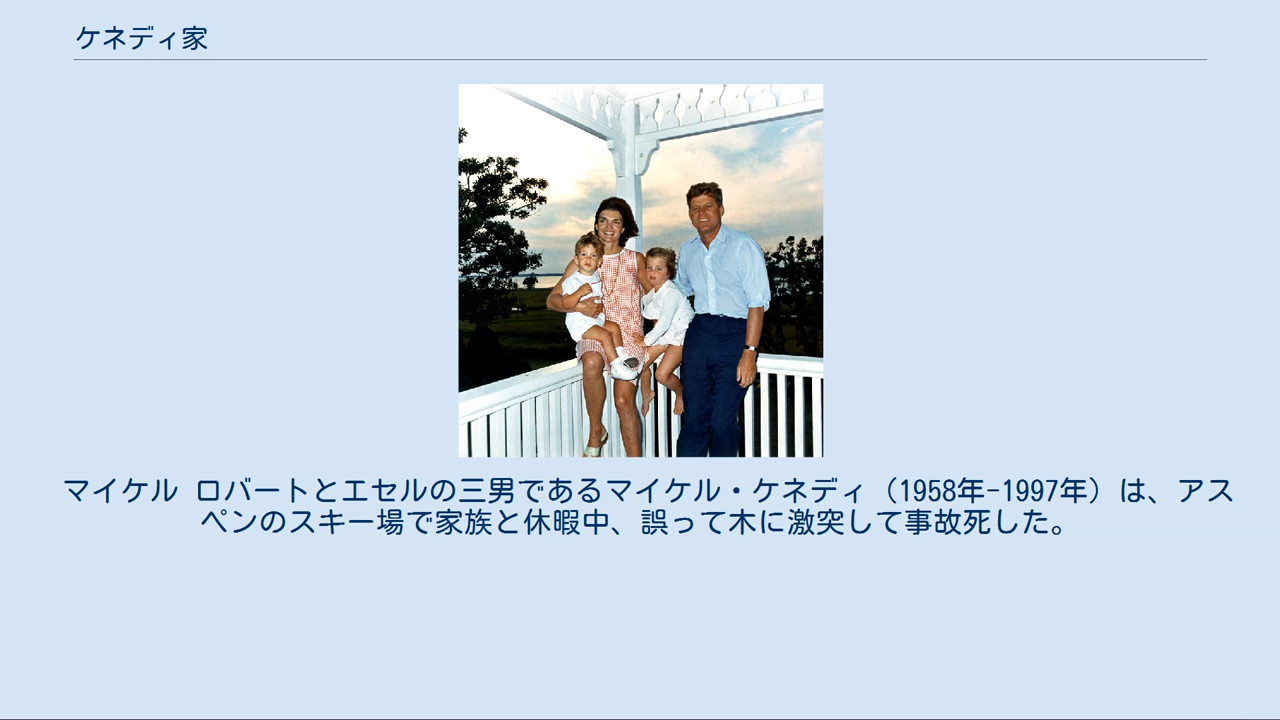 ケネディ家
マイケル ロバートとエセルの三男であるマイケル・ケネディ（1958年-1997年）は、アス
ペンのスキー場で家族と休暇中、誤って木に激突して事故死した。